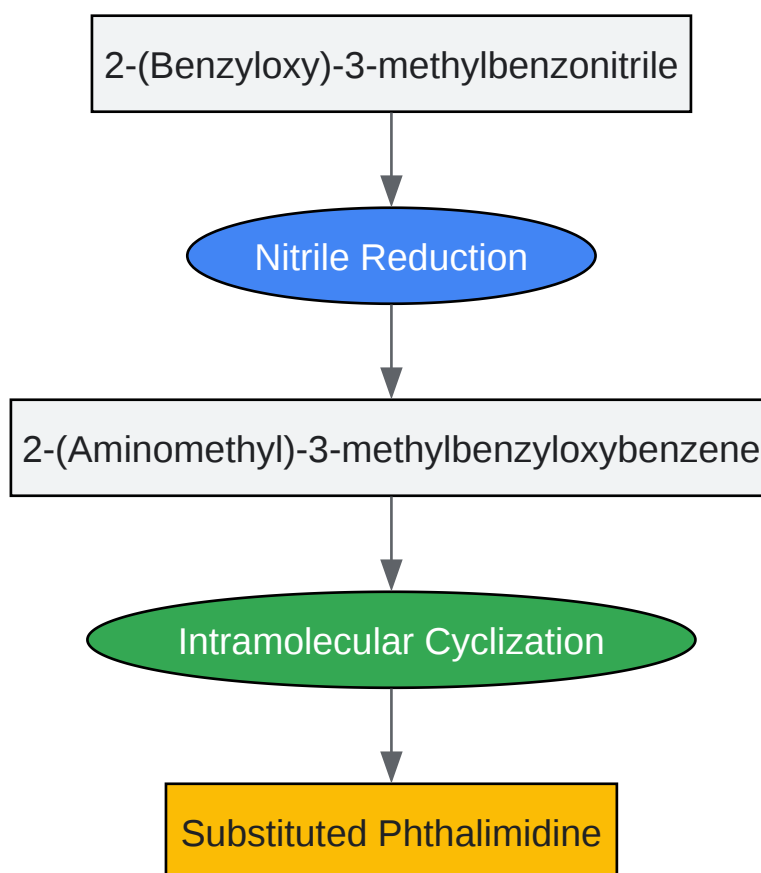 2-(Benzyloxy)-3-methylbenzonitrile
Nitrile Reduction
2-(Aminomethyl)-3-methylbenzyloxybenzene
Intramolecular Cyclization
Substituted Phthalimidine